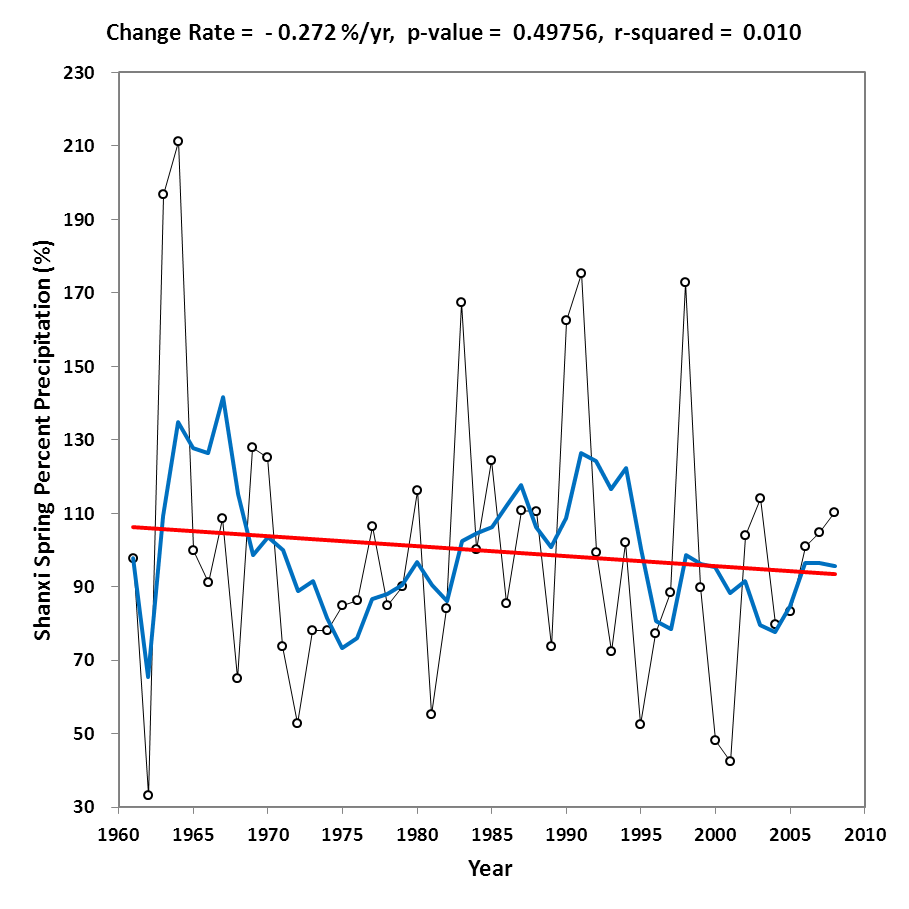 Change Rate = - 0.272 %/yr, p-value = 0.49756, r-squared = 0.010
230
210
190
170
150
130
110
90
70
50
30
Shanxi Spring Percent Precipitation (%)
1960 1965 1970 1975 1980 1985 1990 1995 2000 2005 2010
Year